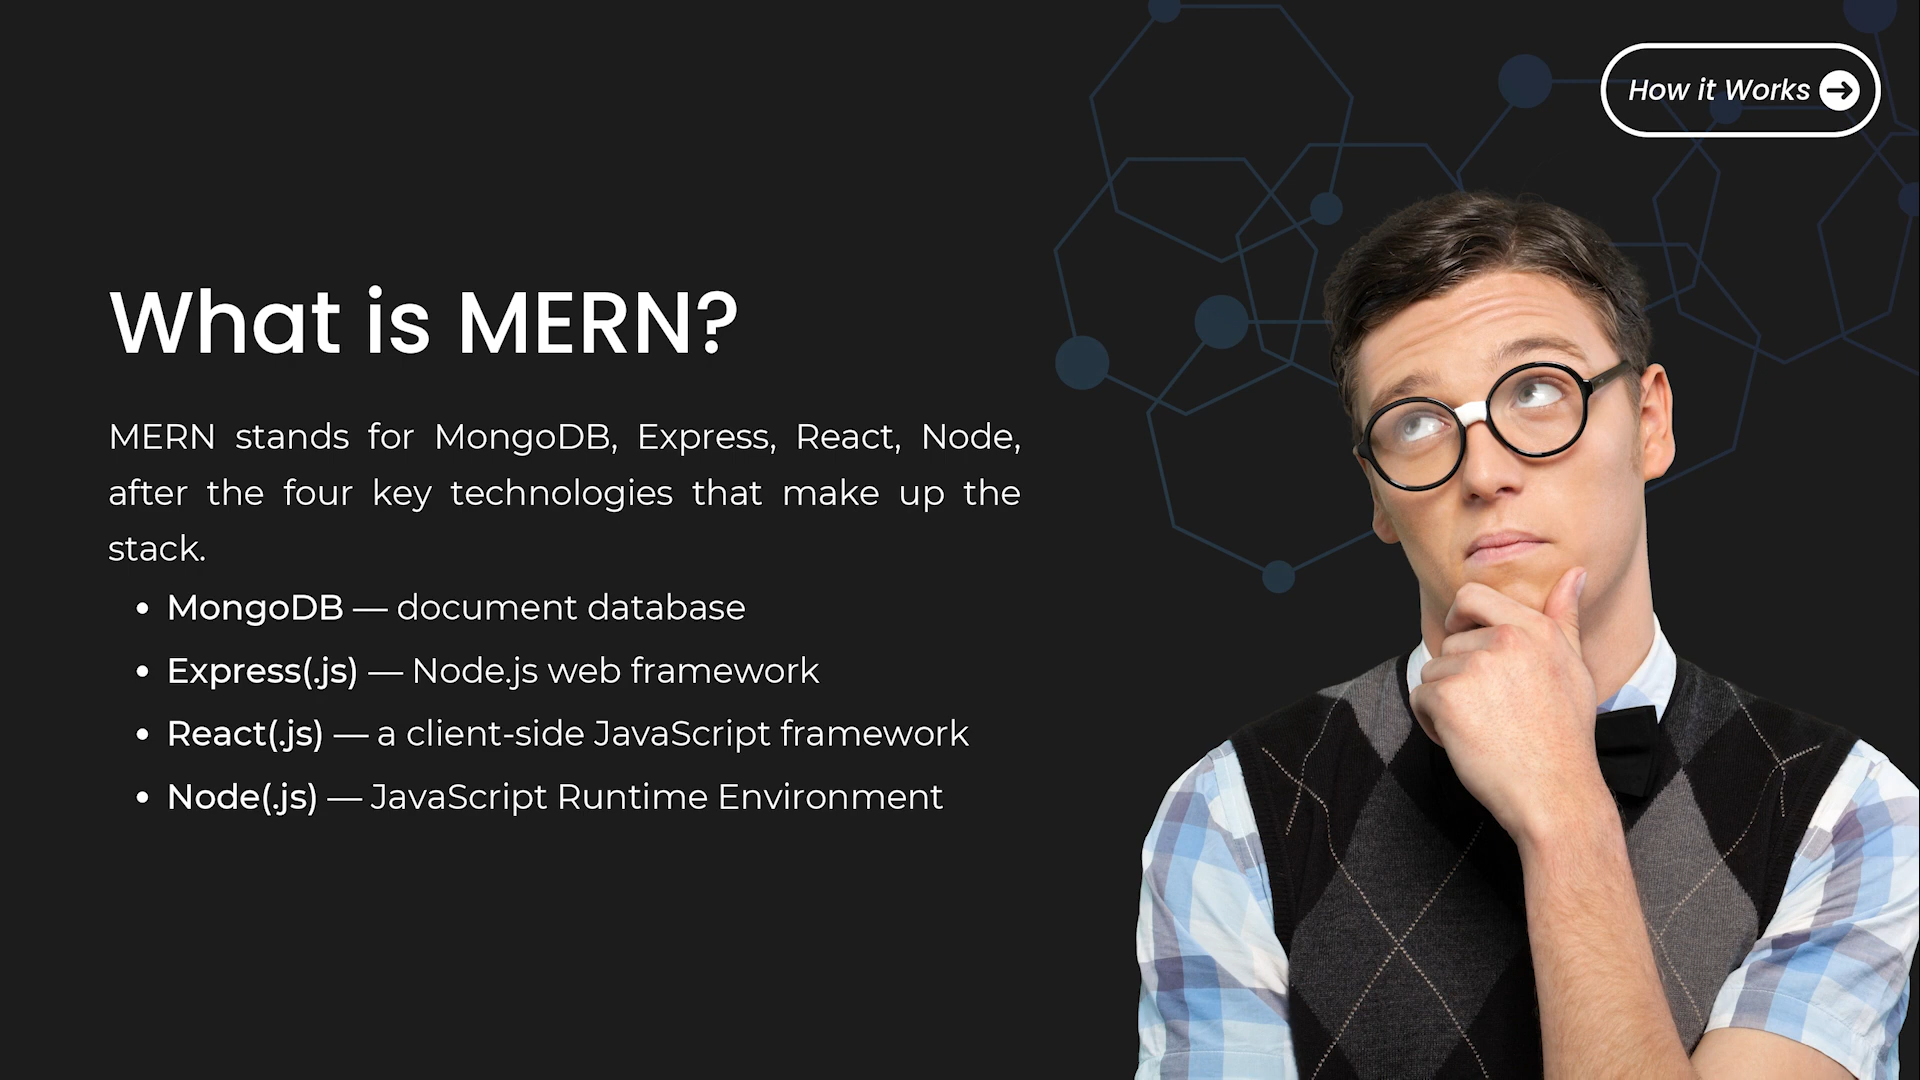 How it Works
What is MERN?
MERN stands for MongoDB, Express, React, Node,
after the four key technologies that make up the
stack.
• MongoDB — document database
• Express(.js) — Node.js web framework
• React(.js) — a client-side JavaScript framework
• Node(.js) — JavaScript Runtime Environment